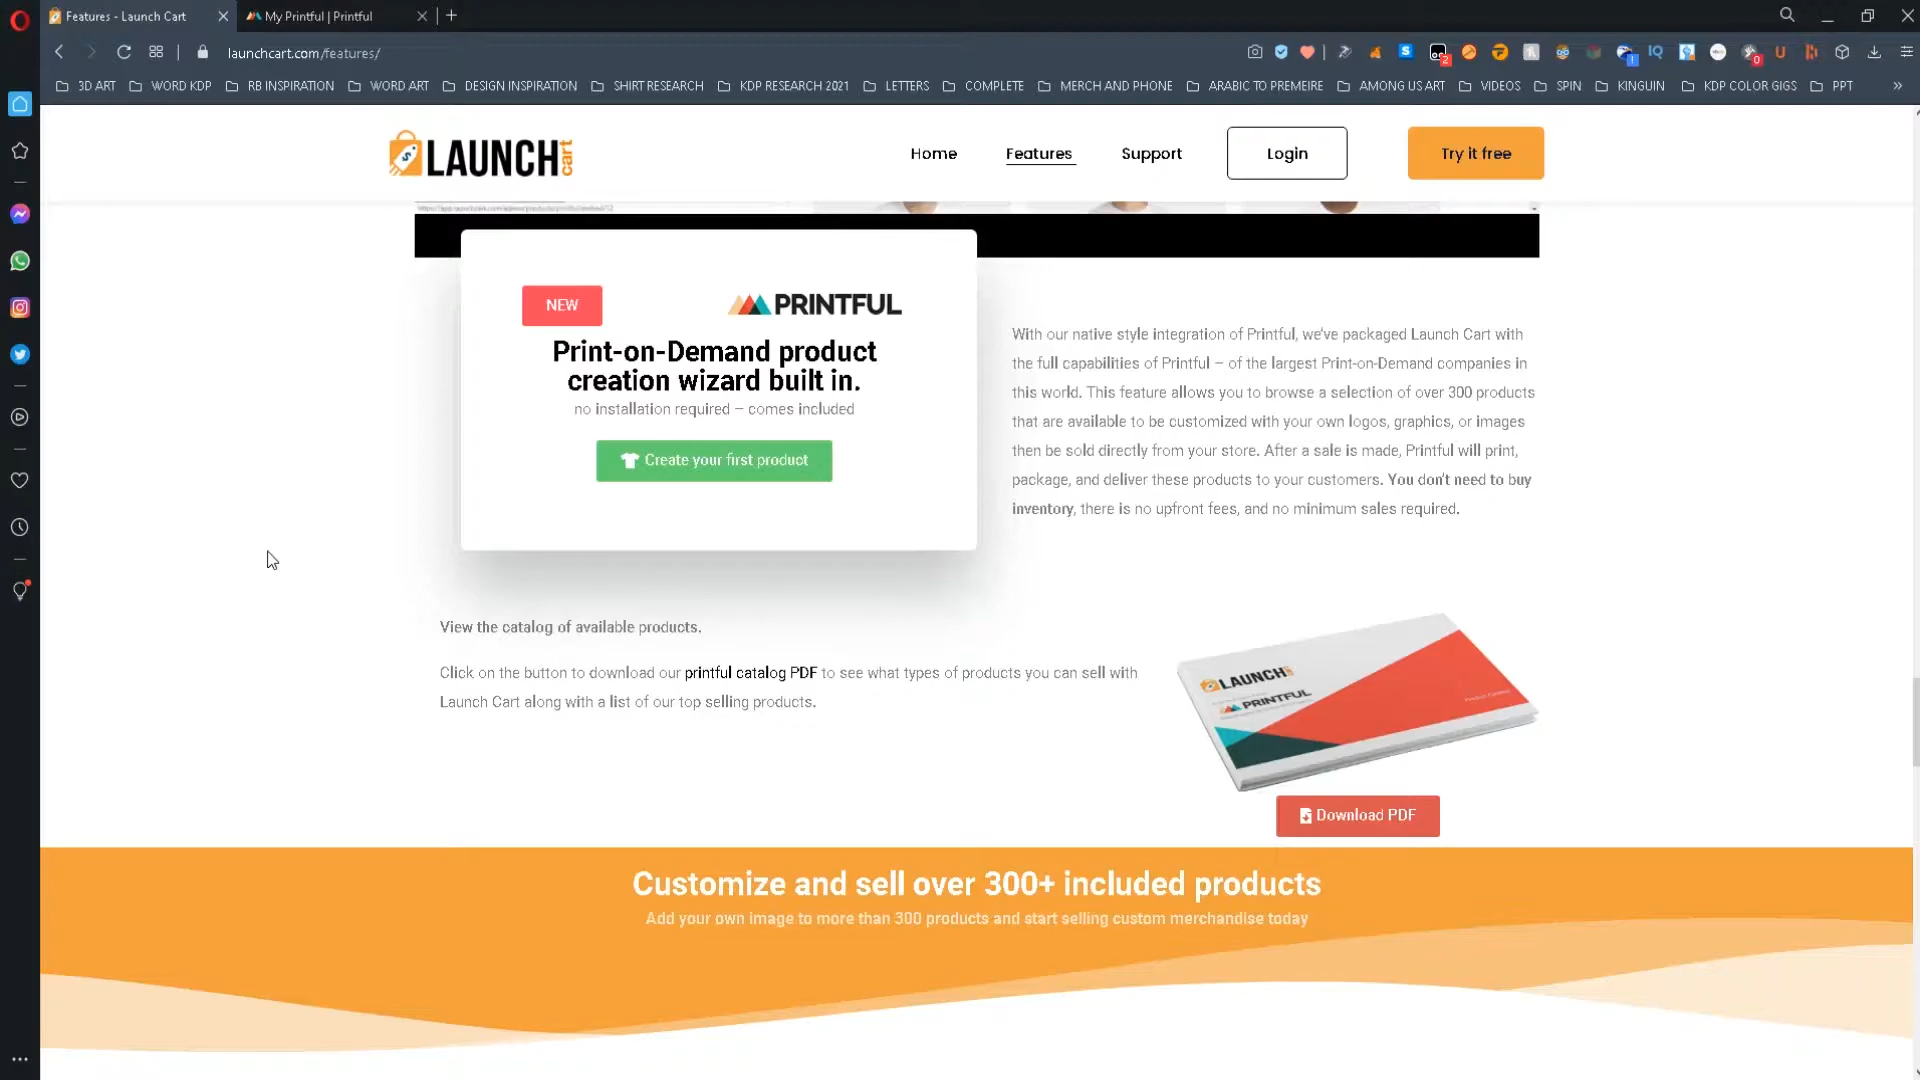 Features - Launch Cart
My Printful | Printful
launchcart.com/features/
2
1
IQ
0
3D ART
WORD KDP
RB INSPIRATION
WORD ART
DESIGN INSPIRATION
SHIRT RESEARCH
KDP RESEARCH 2021
LETTERS
COMPLETE
MERCH AND PHONE
ARABIC TO PREMEIRE
AMONG US ART
VIDEOS
SPIN
KINGUIN
KDP COLOR GIGS
PPT
LAUNCH cart
Home
Features
Support
Login
Try it free
NEW
PRINTFUL
Print-on-Demand product
creation wizard built in.
no installation required – comes included
Create your first product
With our native style integration of Printful, we've packaged Launch Cart with
the full capabilities of Printful – of the largest Print-on-Demand companies in
this world. This feature allows you to browse a selection of over 300 products
that are available to be customized with your own logos, graphics, or images
then be sold directly from your store. After a sale is made, Printful will print,
package, and deliver these products to your customers. You don't need to buy
inventory, there is no upfront fees, and no minimum sales required.
View the catalog of available products.
Click on the button to download our printful catalog PDF to see what types of products you can sell with
Launch Cart along with a list of our top selling products.
LAUNCH
PRINTFUL
Product Catalog
Download PDF
Customize and sell over 300+ included products
Add your own image to more than 300 products and start selling custom merchandise today